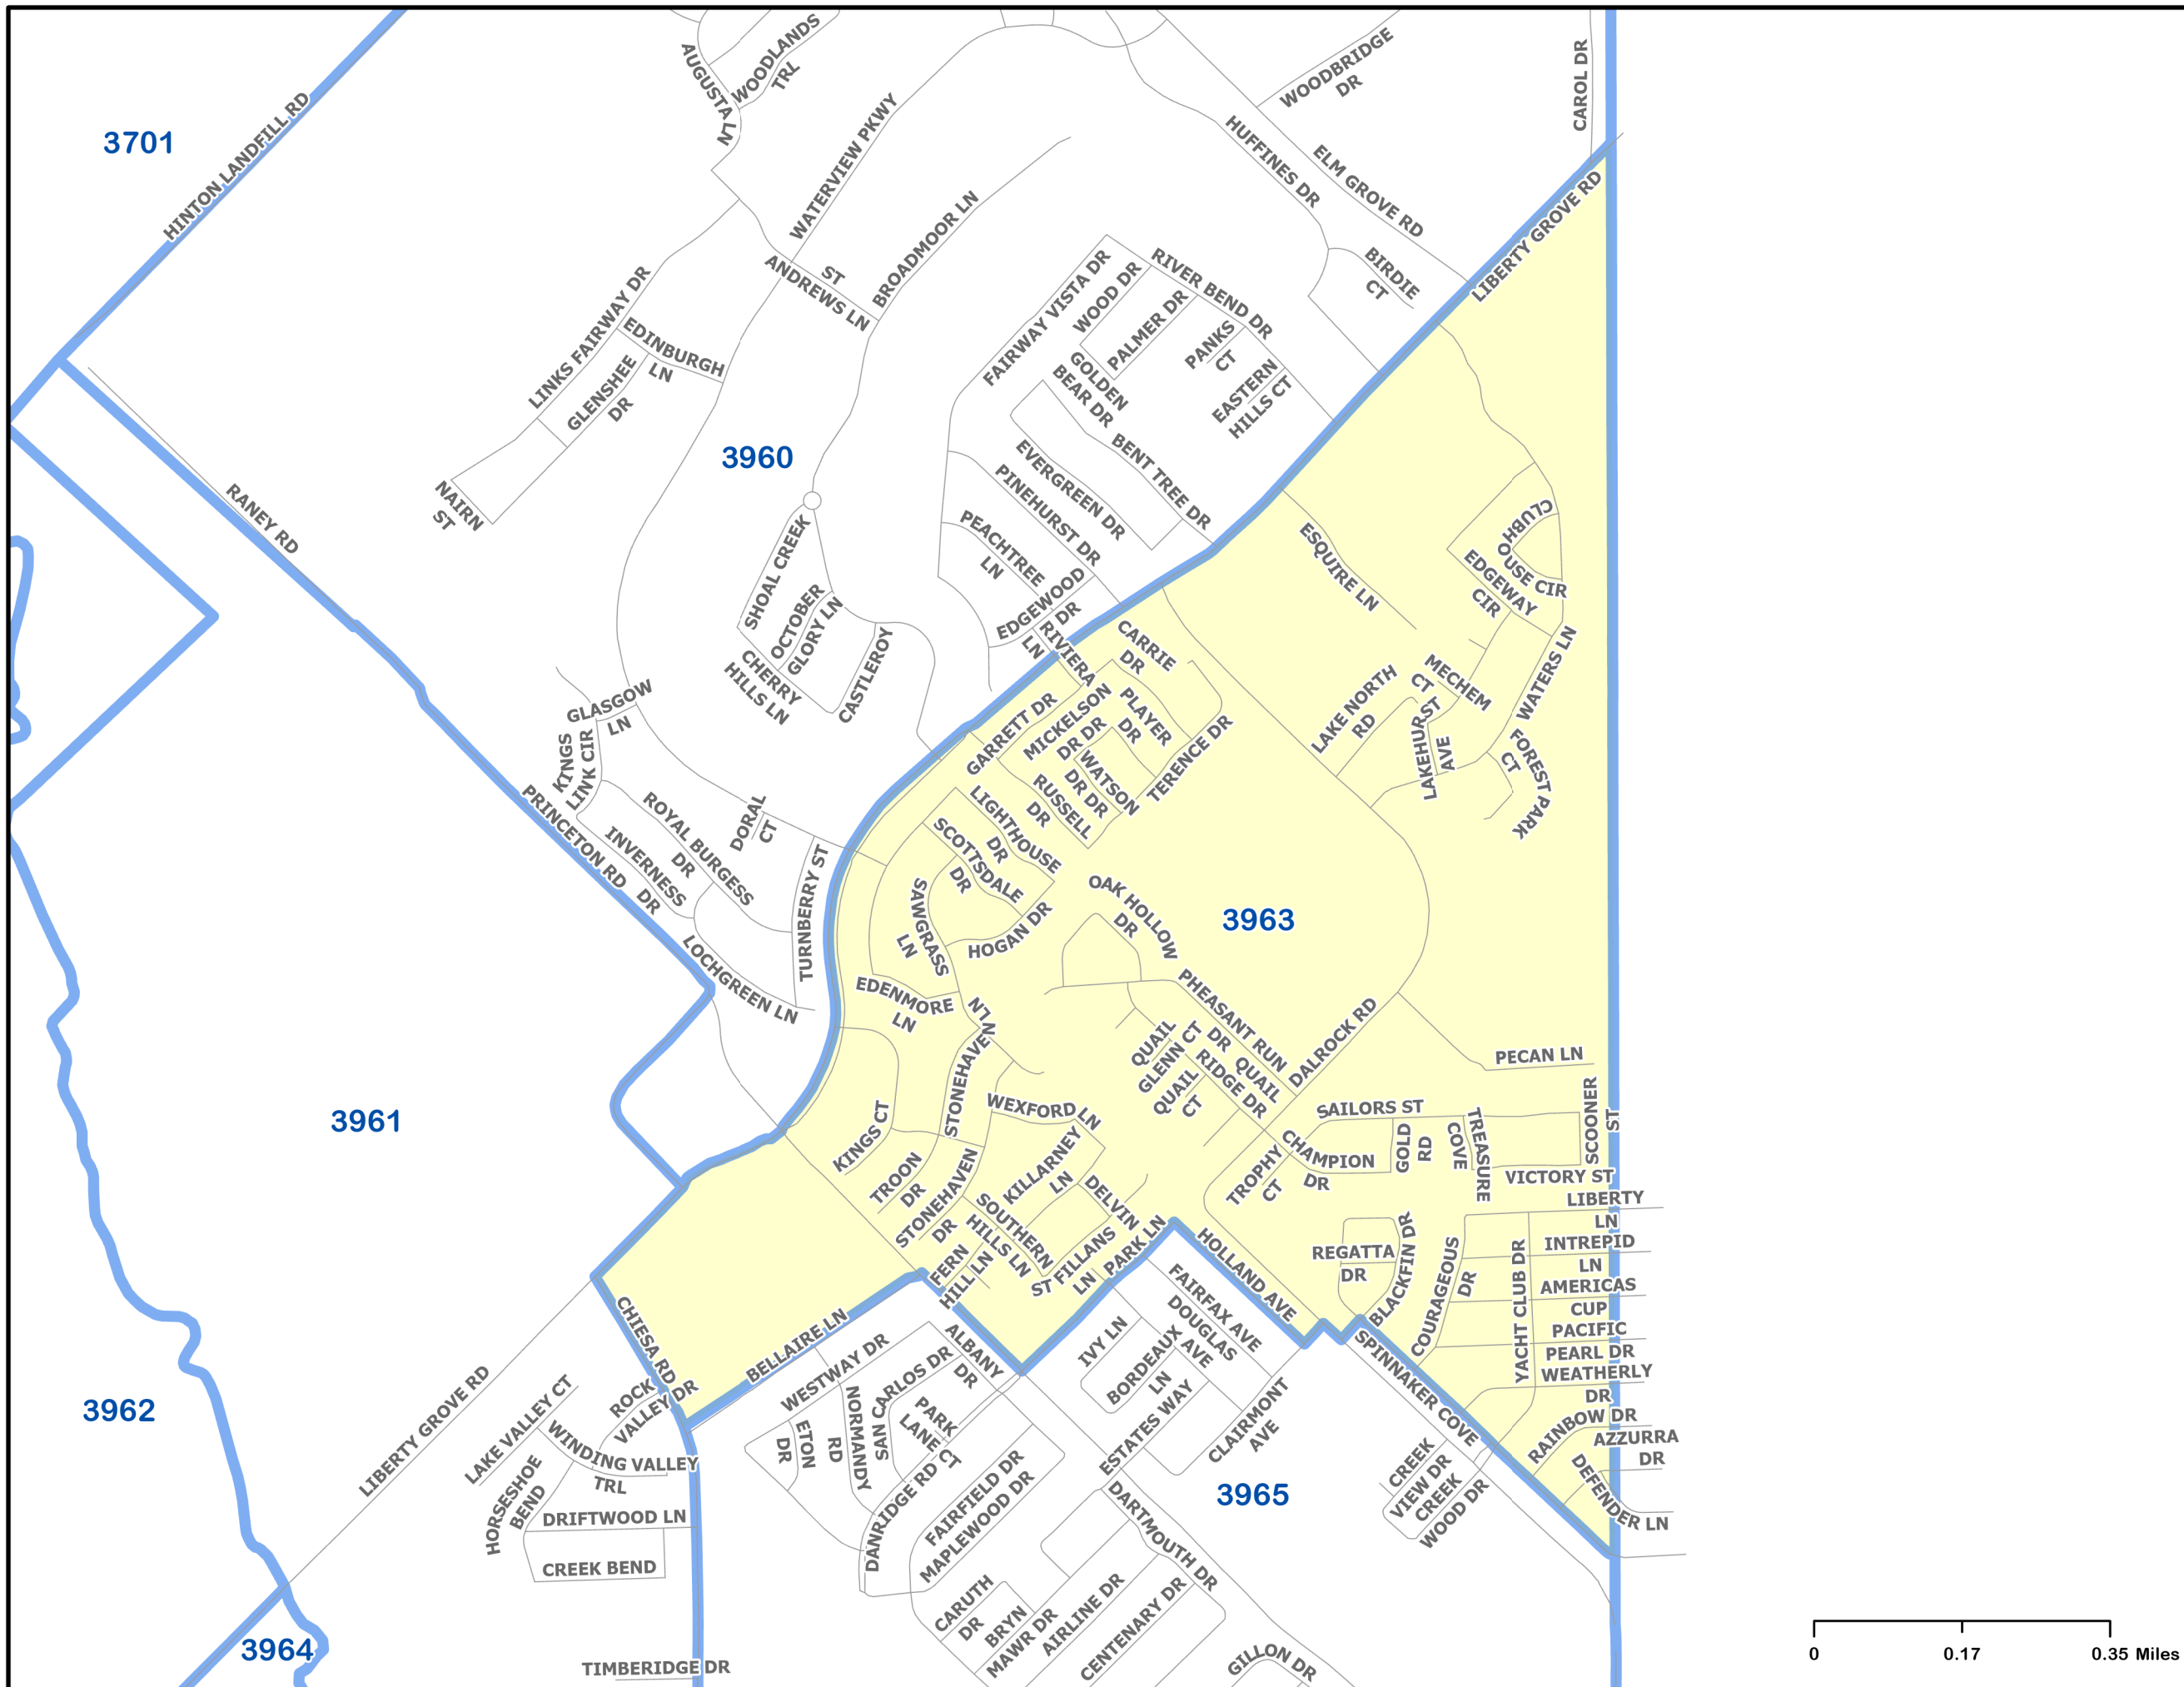 AUGUSTA LN
WOODLANDS
TRL
WOODBRIDGE
DR
CAROL DR
3701
HINTON LANDFILL RD
WATERVIEW PKWY
HUFFINES DR
ELM GROVE RD
LIBERTY GROVE RD
BROADMOOR LN
ST
ANDREWS LN
BIRDIE
CT
LINKS FAIRWAY DR
EDINBURGH
LN
GLENSHEE
DR
FAIRWAY VISTA DR
WOOD DR
RIVER BEND DR
PALMER DR
PANKS
CT
GOLDEN
BEAR DR
EASTERN
HILLS CT
3960
NAIRN
ST
RANEY RD
EVERGREEN DR
BENT TREE DR
PINEHURST DR
PEACHTREE
LN
EDGEWOOD
DR
SHOAL CREEK
OCTOBER
GLORY LN
CHERRY
HILLS LN
CASTLEROY
ESQUIRE LN
CLUBHOUSE CIR
EDGEWAY
CIR
RIVIERA
LN
CARRIE
DR
GLASGOW
LN
KINGS
LINK CIR
GARRETT DR
MICKELSON
DR DR
PLAYER
DR
WATSON
DR DR
RUSSELL
DR
TERENCE DR
LAKE NORTH
RD
MECHEM
CT
LAKEHURST
AVE
WATERS LN
FOREST PARK
CT
PRINCETON RD
ROYAL BURGESS
DR
DORAL
CT
INVERNESS
DR
TURNBERRY ST
LIGHTHOUSE
DR
SCOTTSDALE
DR
SAWGRASS
LN
HOGAN DR
OAK HOLLOW
DR
3963
LOCHGREEN LN
EDENMORE
LN
LN
STONEHAVEN
PHEASANT RUN
DR
QUAIL
GLENN CT
QUAIL
RIDGE DR
QUAIL
CT
DALROCK RD
PECAN LN
3961
KINGS CT
WEXFORD LN
SAILORS ST
GOLD
RD
TREASURE
COVE
SCOONER
ST
VICTORY ST
CHAMPION
DR
TROPHY
CT
TROON
DR
STONEHAVEN
DR
KILLARNEY
LN
SOUTHERN
HILLS LN
DELVIN
ST FILLANS
LN
PARK LN
FERN
HILL LN
HOLLAND AVE
REGATTA
DR
BLACKFIN DR
COURAGEOUS
DR
YACHT CLUB DR
LIBERTY
LN
INTREPID
LN
AMERICAS
CUP
PACIFIC
PEARL DR
WEATHERLY
DR
RAINBOW DR
AZZURRA
DR
DEFENDER LN
SPINNAKER COVE
CHIESA RD
BELLAIRE LN
ALBANY
DR
WESTWAY DR
SAN CARLOS DR
NORMANDY
RD
ETON
DR
PARK
LANE CT
DANRIDGE RD
FAIRFIELD DR
MAPLEWOOD DR
IVY LN
FAIRFAX AVE
DOUGLAS
AVE
BORDEAUX
LN
ESTATES WAY
CLAIRMONT
AVE
3965
CREEK
VIEW DR
CREEK
WOOD DR
3962
LIBERTY GROVE RD
ROCK
VALLEY DR
LAKE VALLEY CT
WINDING VALLEY
TRL
HORSESHOE
BEND
DRIFTWOOD LN
CREEK BEND
3964
TIMBERIDGE DR
DARTMOUTH DR
CARUTH
DR
BRYN
MAWR DR
AIRLINE DR
CENTENARY DR
GILLON DR
0 0.17 0.35 Miles